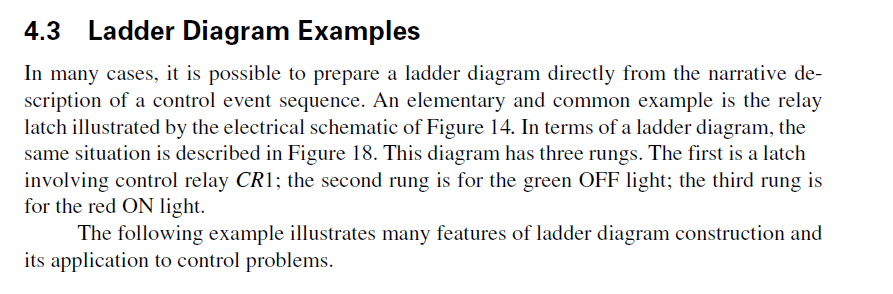 4.3 Ladder Diagram Examples
In many cases, it is possible to prepare a ladder diagram directly from the narrative de-
scription of a control event sequence. An elementary and common example is the relay
latch illustrated by the electrical schematic of Figure 14. In terms of a ladder diagram, the
same situation is described in Figure 18. This diagram has three rungs. The first is a latch
involving control relay CR1; the second rung is for the green OFF light; the third rung is
for the red ON light.
The following example illustrates many features of ladder diagram construction and
its application to control problems.